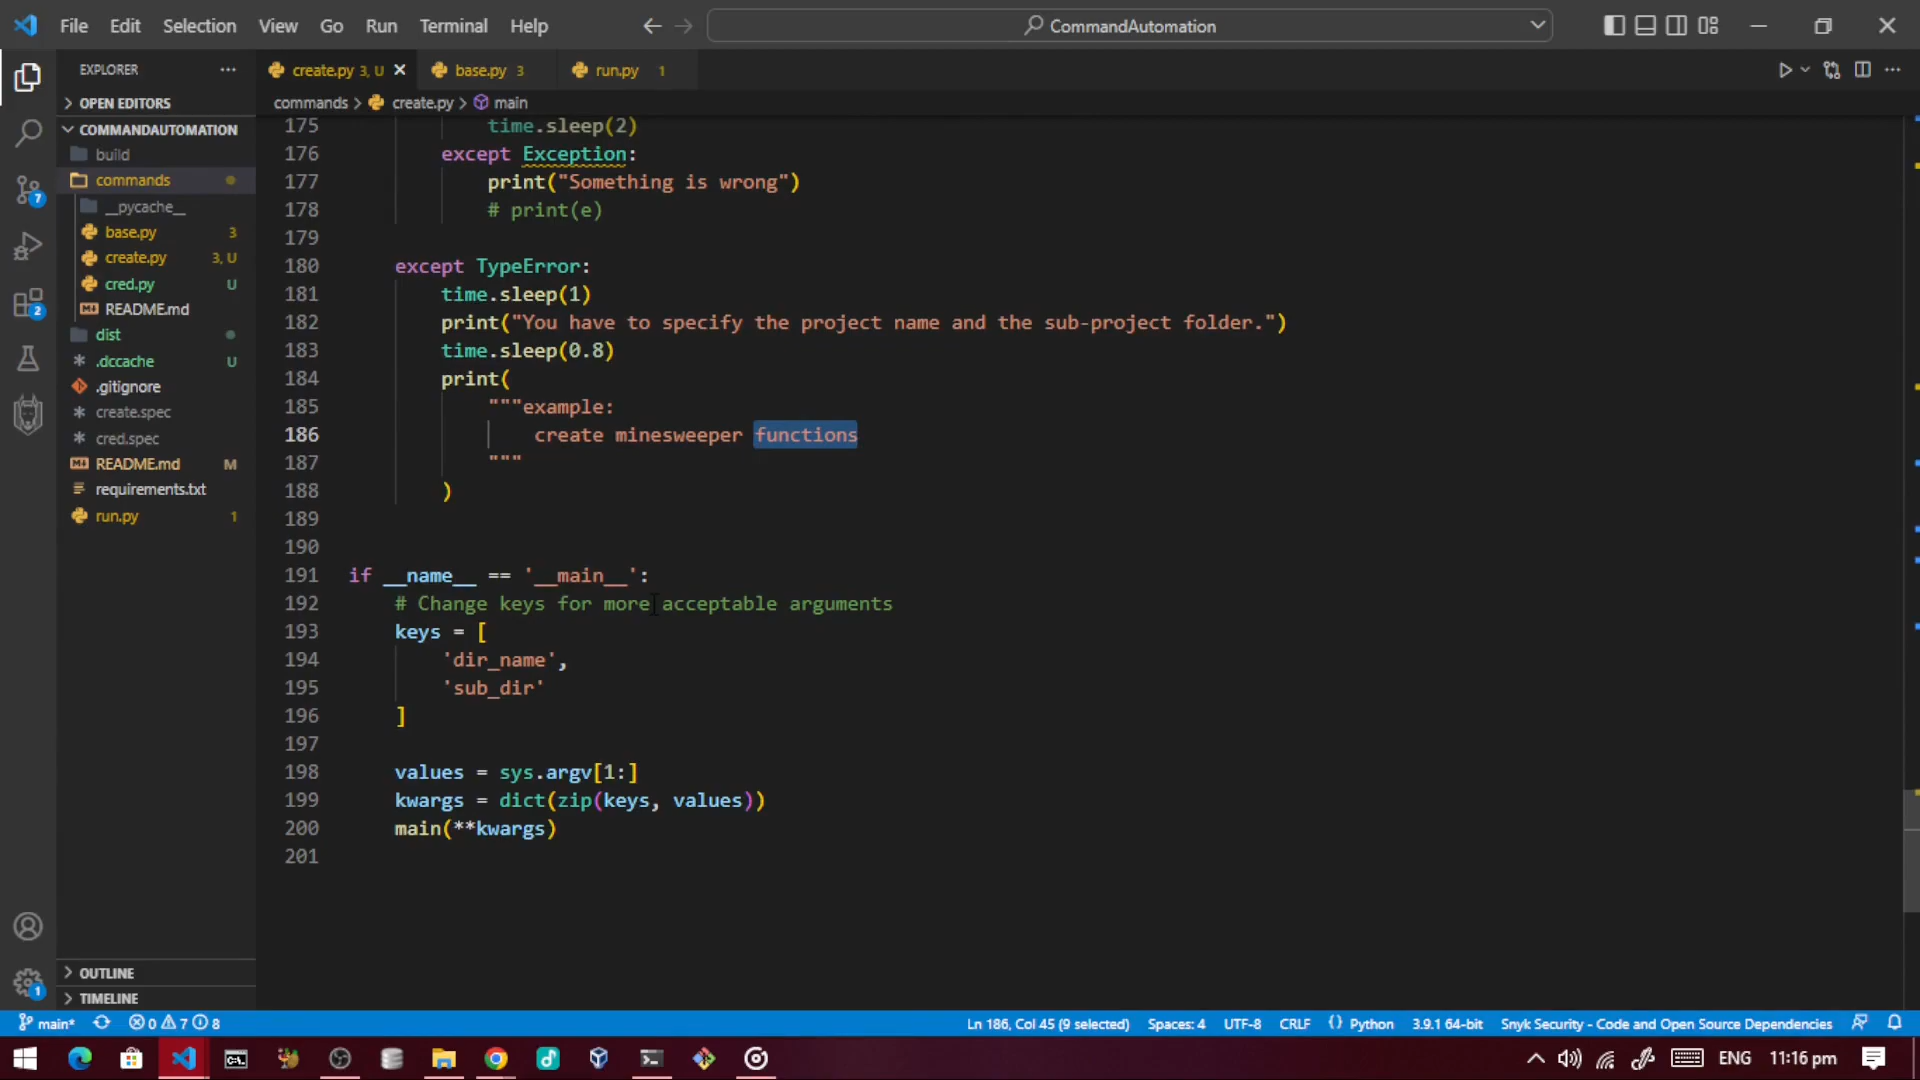 File Edit Selection View Go Run Terminal Help
CommandAutomation
EXPLORER
create.py 3, U
base.py 3
run.py 1
OPEN EDITORS
commands > create.py > main
COMMANDAUTOMATION
build
commands
__pycache__
base.py 3
create.py 3, U
cred.py U
README.md
dist
.dccache U
.gitignore
create.spec
cred.spec
README.md M
requirements.txt
run.py 1
OUTLINE
TIMELINE
7
2
1
175 time.sleep(2)
176 except Exception:
177 print("Something is wrong")
178 # print(e)
179
180 except TypeError:
181 time.sleep(1)
182 print("You have to specify the project name and the sub-project folder.")
183 time.sleep(0.8)
184 print(
185 """example:
186 create minesweeper functions
187 """
188 )
189
190
191 if __name__ == '__main__':
192 # Change keys for more acceptable arguments
193 keys = [
194 'dir_name',
195 'sub_dir'
196 ]
197
198 values = sys.argv[1:]
199 kwargs = dict(zip(keys, values))
200 main(**kwargs)
201
main* 0 7 8
Ln 186, Col 45 (9 selected) Spaces: 4 UTF-8 CRLF Python 3.9.1 64-bit Snyk Security - Code and Open Source Dependencies
ENG 11:16 pm